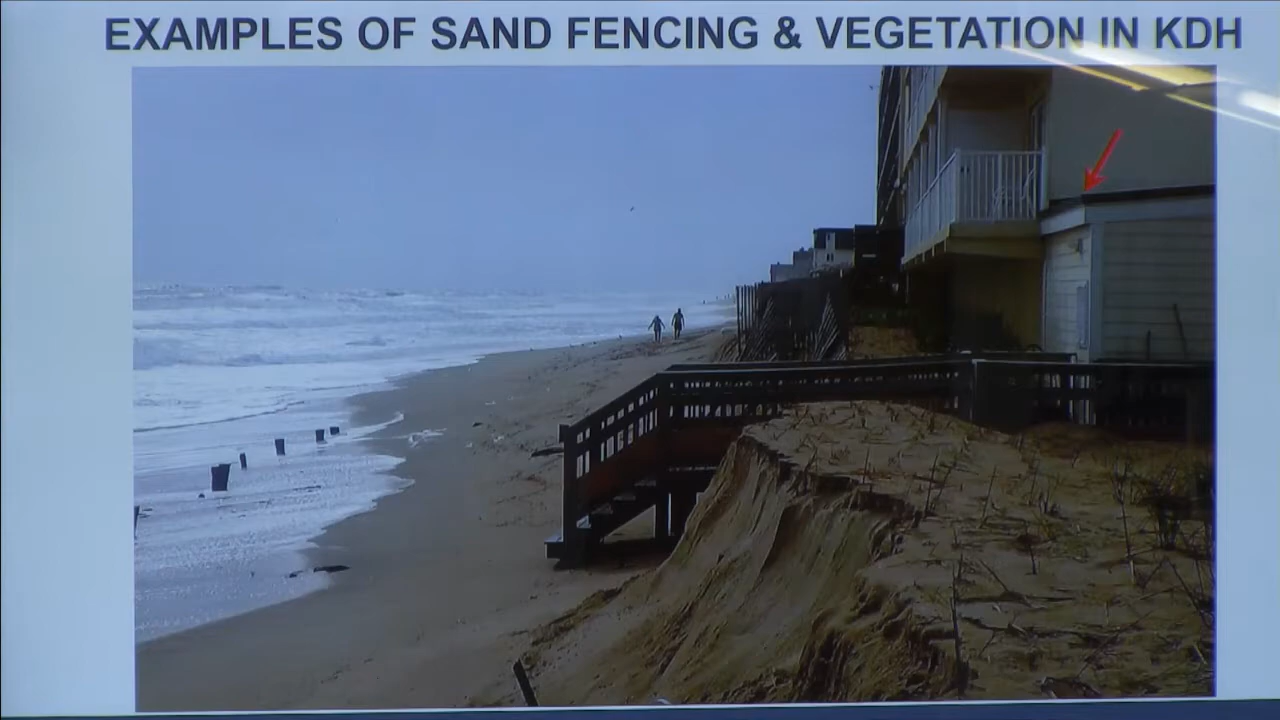 EXAMPLES OF SAND FENCING & VEGETATION IN KDH